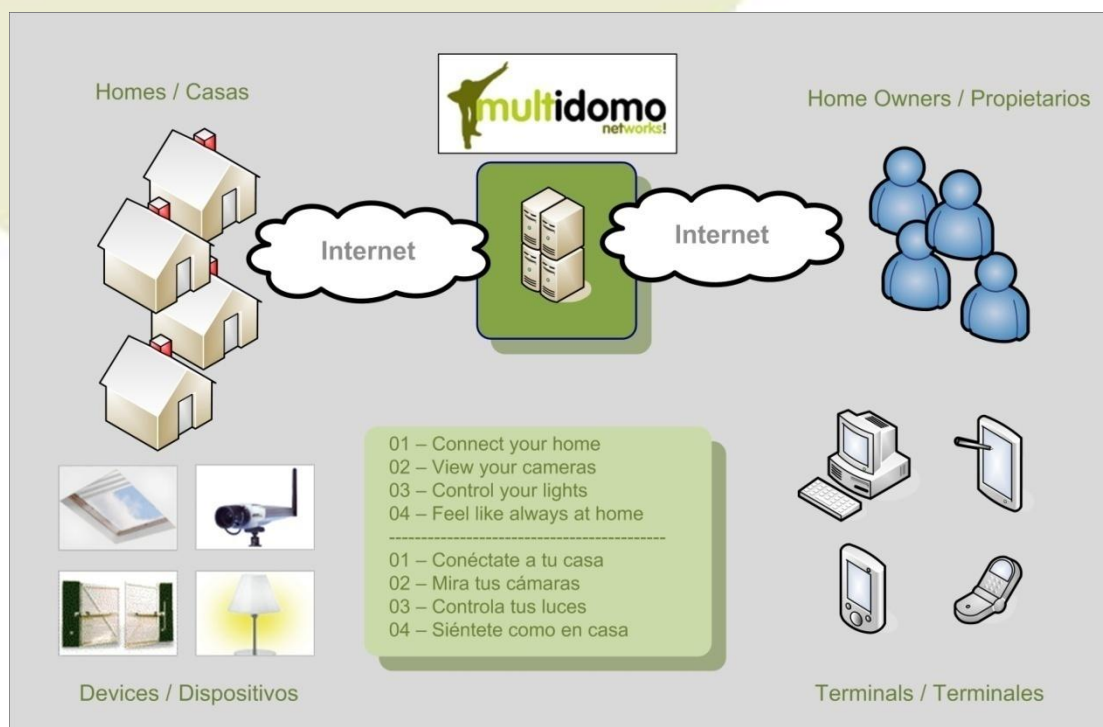 Homes / Casas
multidomo
networks!
Home Owners / Propietarios
Internet
Internet
01 – Connect your home
02 – View your cameras
03 – Control your lights
04 – Feel like always at home
-------------------------------------------
01 – Conéctate a tu casa
02 – Mira tus cámaras
03 – Controla tus luces
04 – Siéntete como en casa
Devices / Dispositivos
Terminals / Terminales